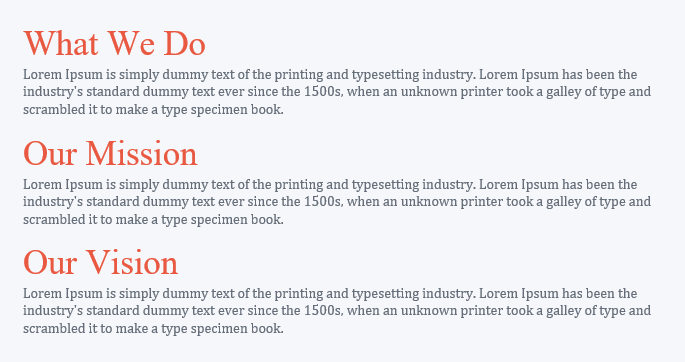 What We Do
Lorem Ipsum is simply dummy text of the printing and typesetting industry. Lorem Ipsum has been the
industry's standard dummy text ever since the 1500s, when an unknown printer took a galley of type and
scrambled it to make a type specimen book.
Our Mission
Lorem Ipsum is simply dummy text of the printing and typesetting industry. Lorem Ipsum has been the
industry's standard dummy text ever since the 1500s, when an unknown printer took a galley of type and
scrambled it to make a type specimen book.
Our Vision
Lorem Ipsum is simply dummy text of the printing and typesetting industry. Lorem Ipsum has been the
industry's standard dummy text ever since the 1500s, when an unknown printer took a galley of type and
scrambled it to make a type specimen book.